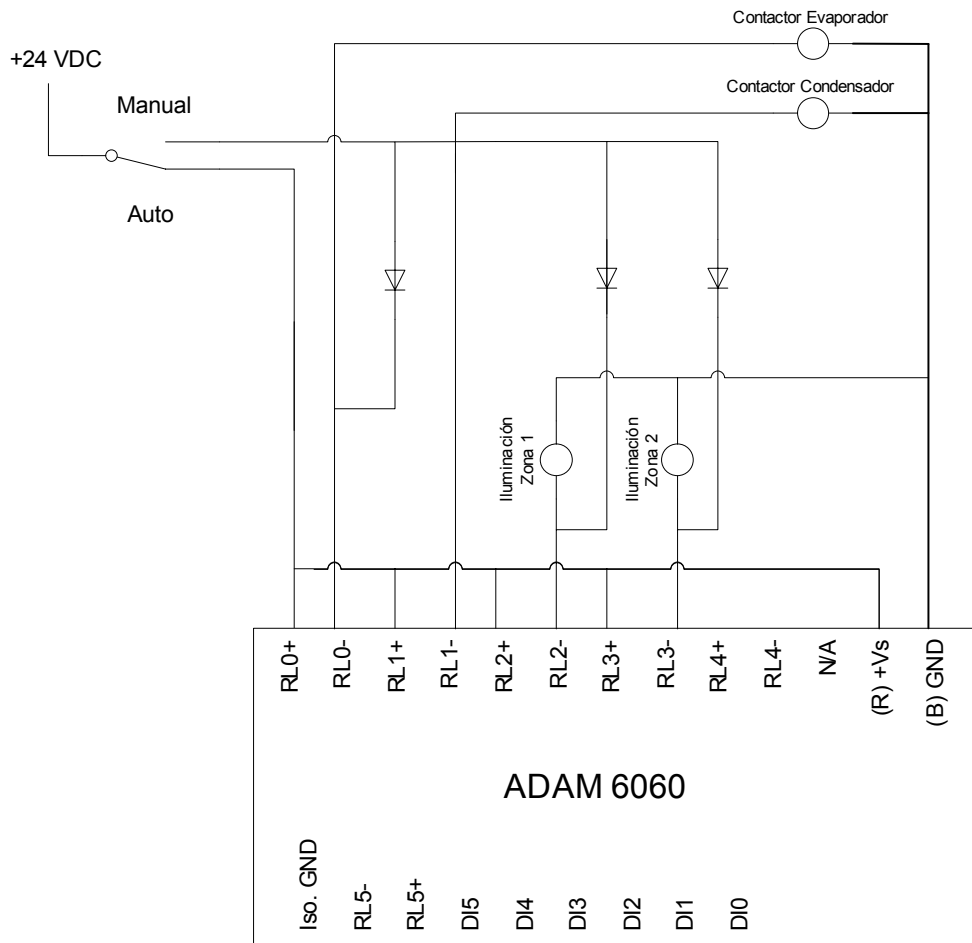 Contactor Evaporador
+24 VDC
Contactor Condensador
Manual
Auto
Iluminación
Zona 1
Iluminación
Zona 2
RL0+
RL0-
RL1+
RL1-
RL2+
RL2-
RL3+
RL3-
RL4+
RL4-
N/A
(R) +Vs
(B) GND
ADAM 6060
Iso. GND
RL5-
RL5+
DI5
DI4
DI3
DI2
DI1
DI0